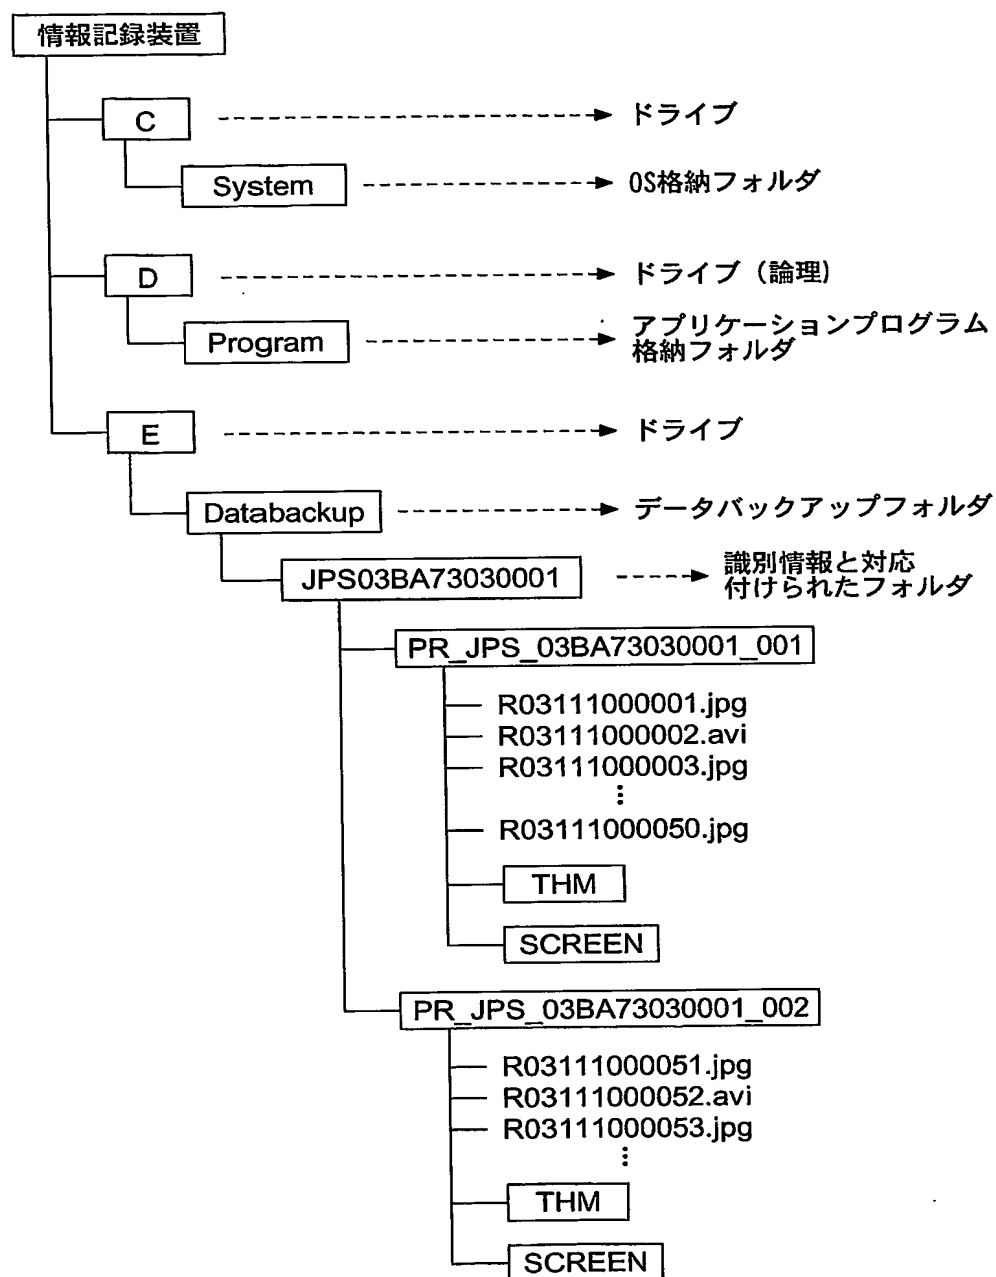 情報記録装置
C
ドライブ
System
OS格納フォルダ
D
ドライブ（論理)
Program
アプリケーションプログラム
格納フォルダ
E
ドライブ
Databackup
データバックアップフォルダ
JPS03BA73030001
識別情報と対応
付けられたフォルダ
PR_JPS_03BA73030001_001
R03111000001.jpg
R03111000002.avi
R03111000003.jpg
⋮
R03111000050.jpg
THM
SCREEN
PR_JPS_03BA73030001_002
R03111000051.jpg
R03111000052.avi
R03111000053.jpg
⋮
THM
SCREEN